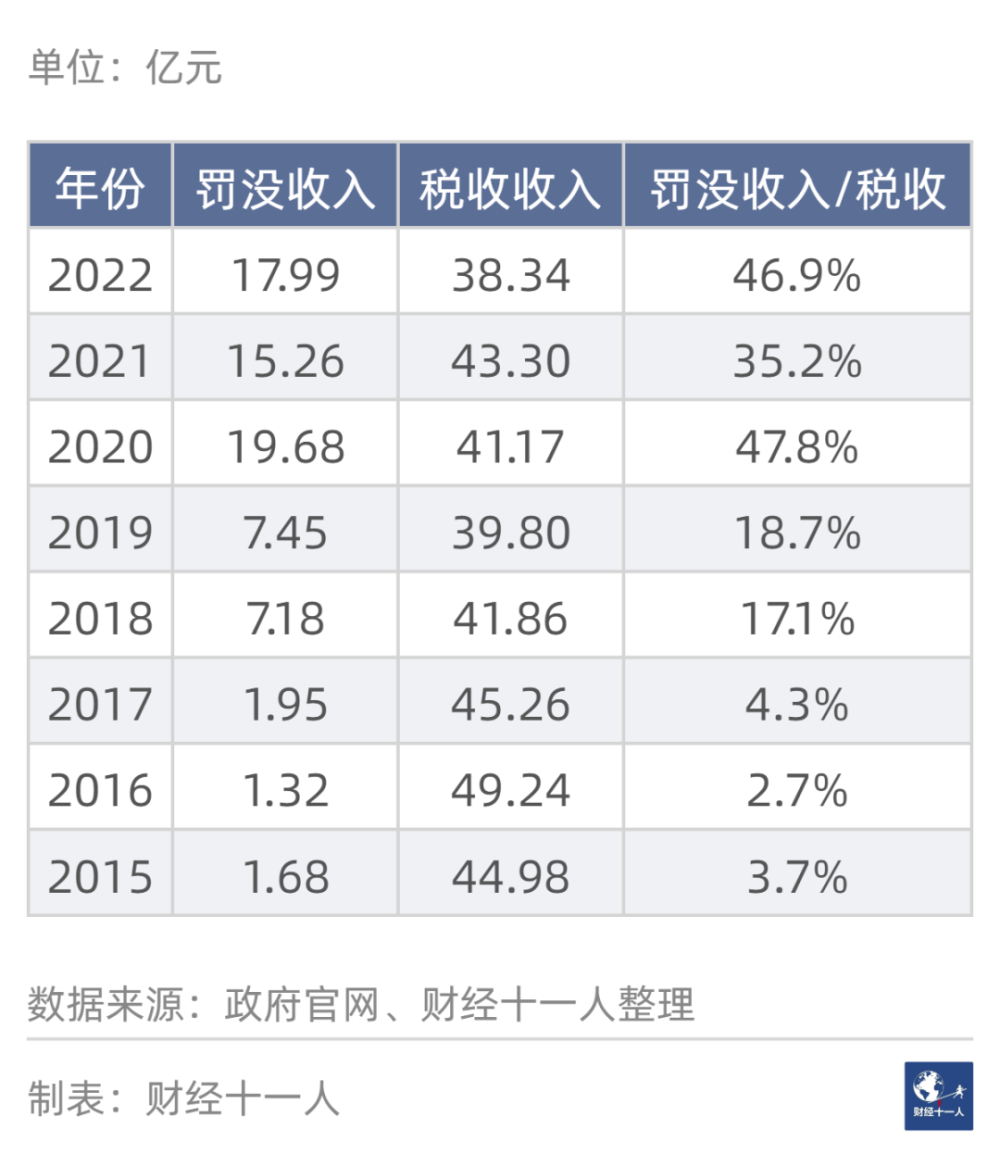 单位：亿元
年份 罚没收入 税收收入 罚没收入/税收
2022 17.99 38.34 46.9%
2021 15.26 43.30 35.2%
2020 19.68 41.17 47.8%
2019 7.45 39.80 18.7%
2018 7.18 41.86 17.1%
2017 1.95 45.26 4.3%
2016 1.32 49.24 2.7%
2015 1.68 44.98 3.7%
数据来源：政府官网、财经十一人整理
制表：财经十一人
财经十一人